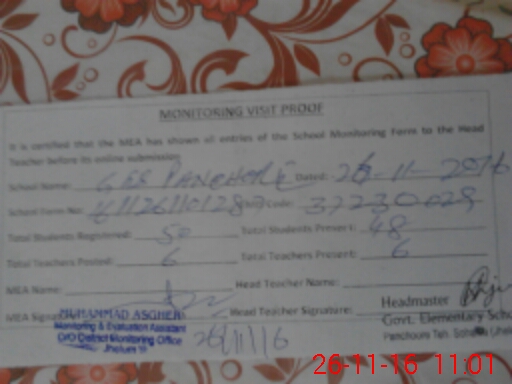 MONITORING VISIT PROOF
It is certified that the MEA has shown all entries of the School Monitoring Form to the Head
Teacher before its online submission
School Name: GES PANCHORE Dated: 26-11-2016
School Form No: Code: 37230029
Total Students Registered: 50 Total Students Present: 48
Total Teachers Posted: 6 Total Teachers Present: 6
MEA Name: Head Teacher Name:
MEA Signature Head Teacher Signature:
MUHAMMAD ASGHER
Monitoring & Evaluation Assistant
O/O District Monitoring Office
Jhelum
26/11/16
Headmaster
Govt. Elementary
26-11-16 11:01